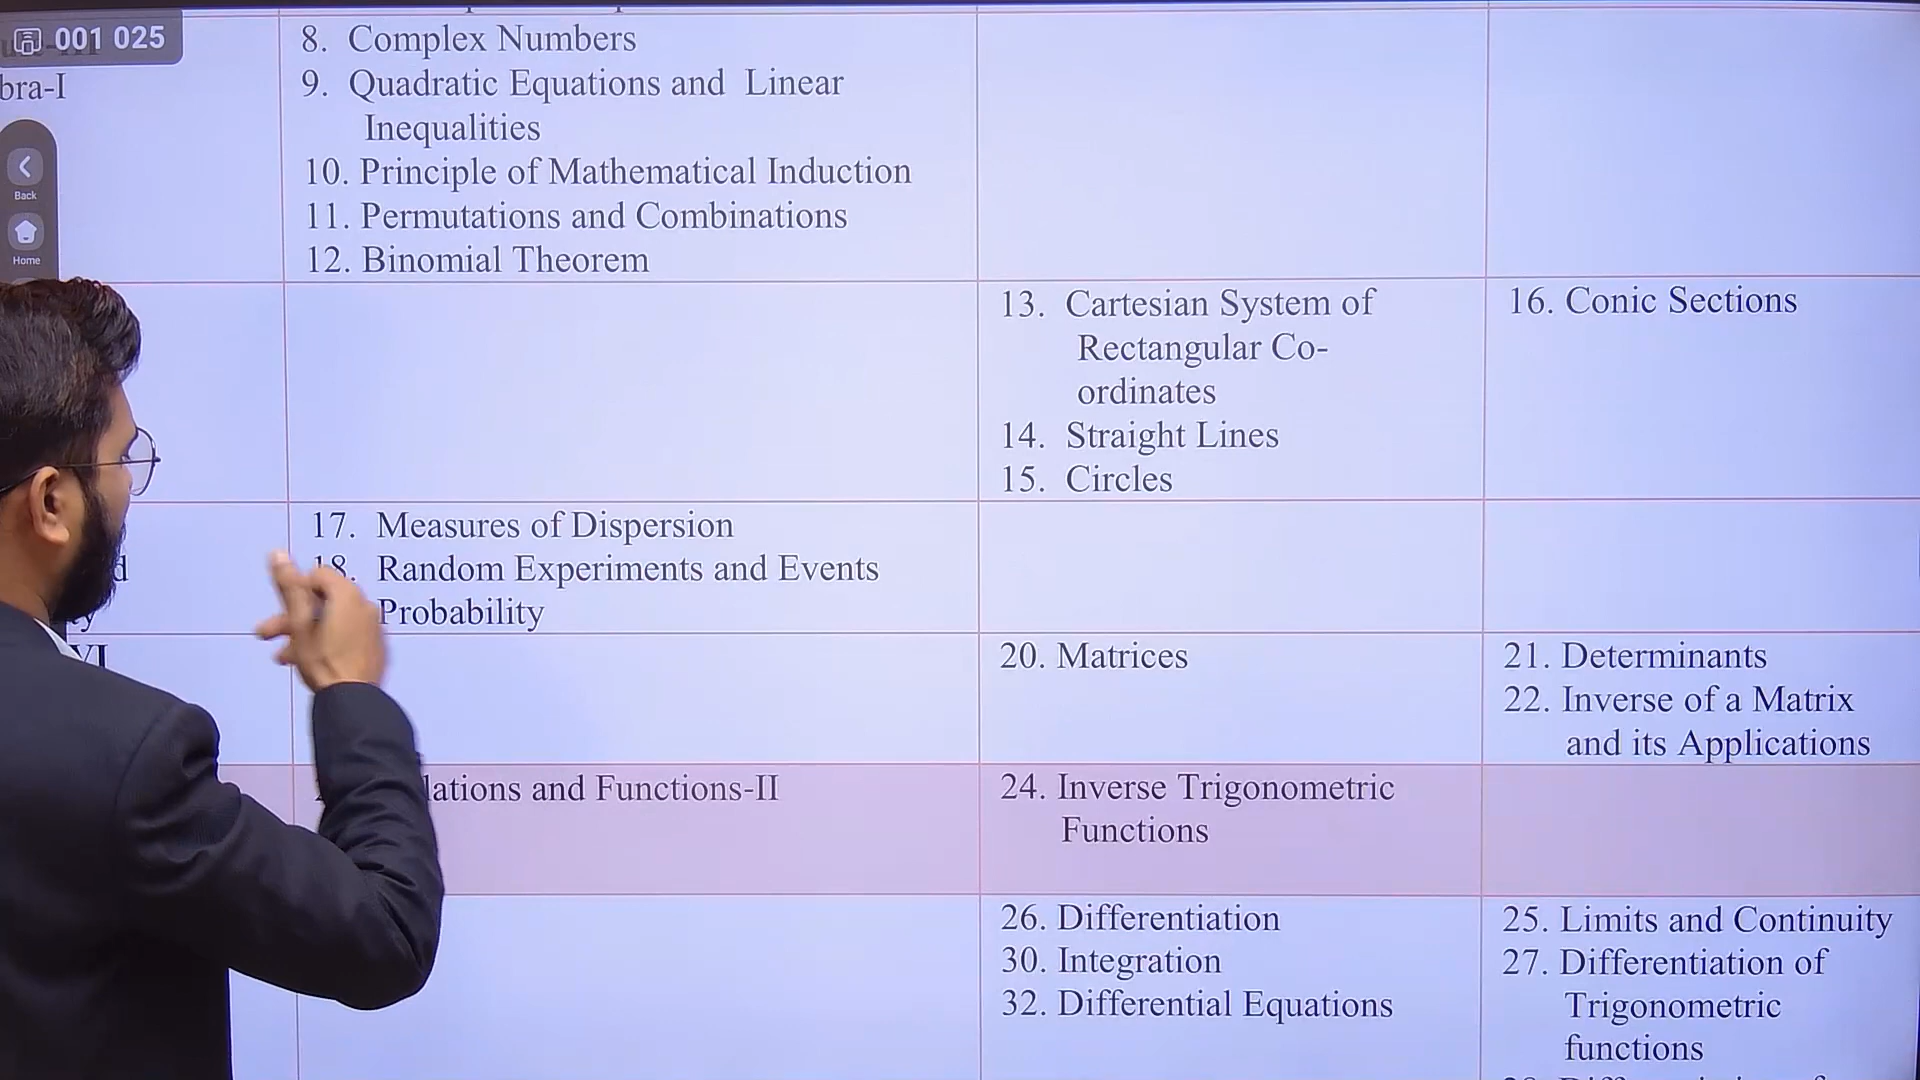 001 025
bra-I
Back
Home
8. Complex Numbers
9. Quadratic Equations and Linear
Inequalities
10. Principle of Mathematical Induction
11. Permutations and Combinations
12. Binomial Theorem
13. Cartesian System of
Rectangular Co-
ordinates
14. Straight Lines
15. Circles
16. Conic Sections
17. Measures of Dispersion
18. Random Experiments and Events
Probability
VI
20. Matrices
21. Determinants
22. Inverse of a Matrix
and its Applications
lations and Functions-II
24. Inverse Trigonometric
Functions
26. Differentiation
30. Integration
32. Differential Equations
25. Limits and Continuity
27. Differentiation of
Trigonometric
functions